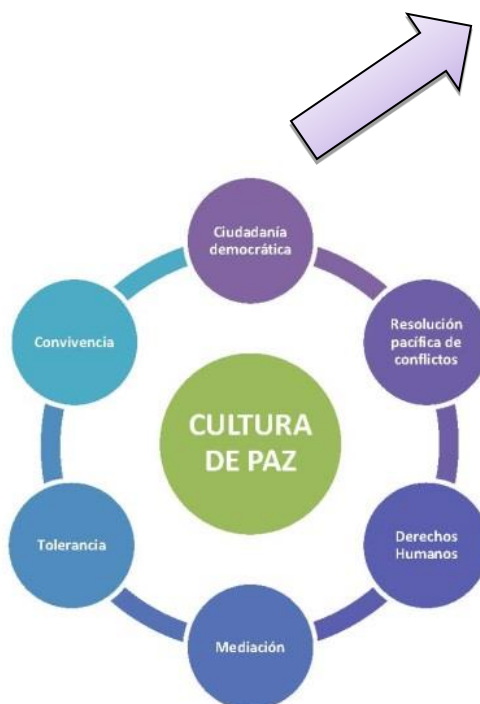 Ciudadanía
democrática
Resolución
pacífica de
conflictos
Convivencia
CULTURA
DE PAZ
Derechos
Humanos
Tolerancia
Mediación